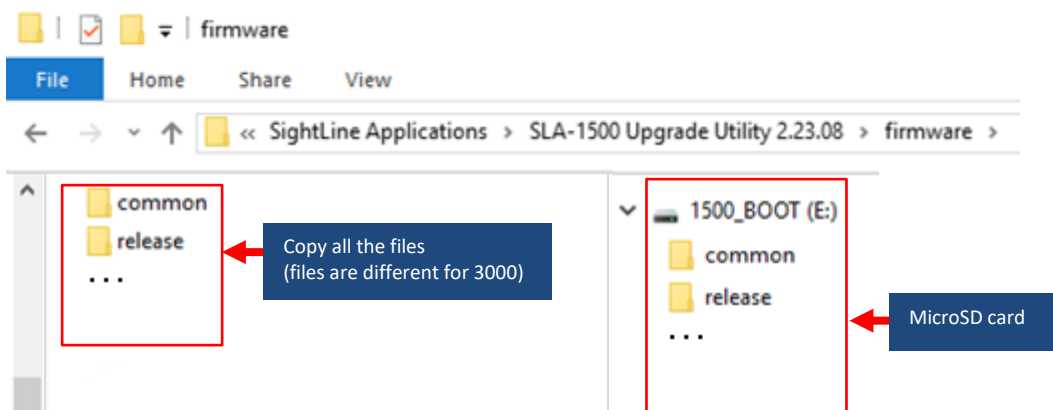 firmware
File Home Share View
« SightLine Applications > SLA-1500 Upgrade Utility 2.23.08 > firmware >
common
release
...
Copy all the files
(files are different for 3000)
1500_BOOT (E:)
common
release
...
MicroSD card